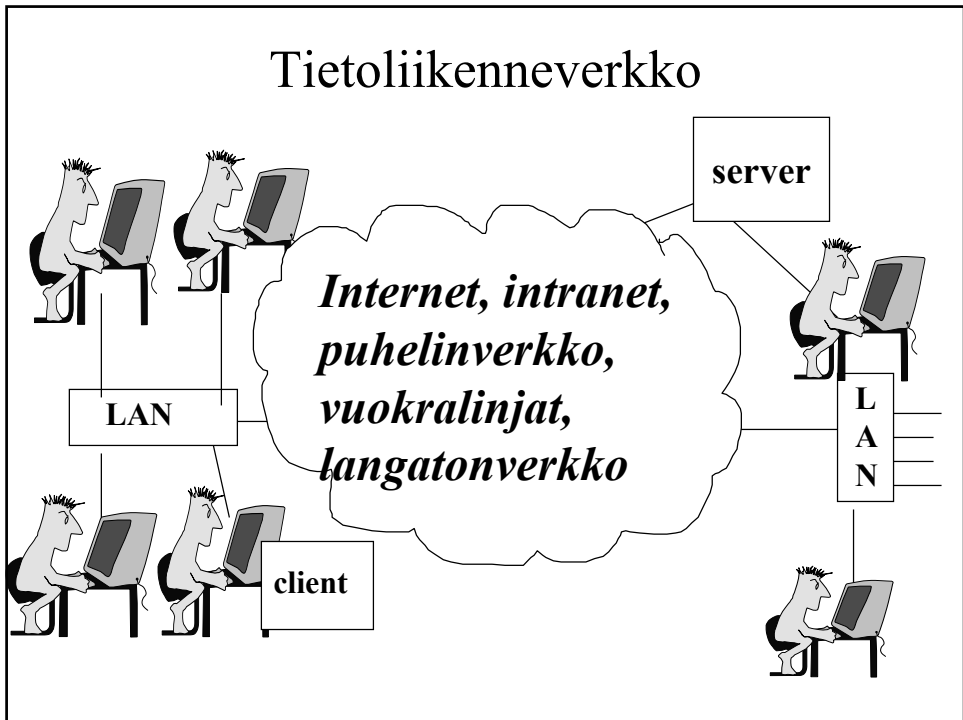 Tietoliikenneverkko
server
Internet, intranet,
puhelinverkko,
vuokralinjat,
langatonverkko
LAN
L
A
N
client